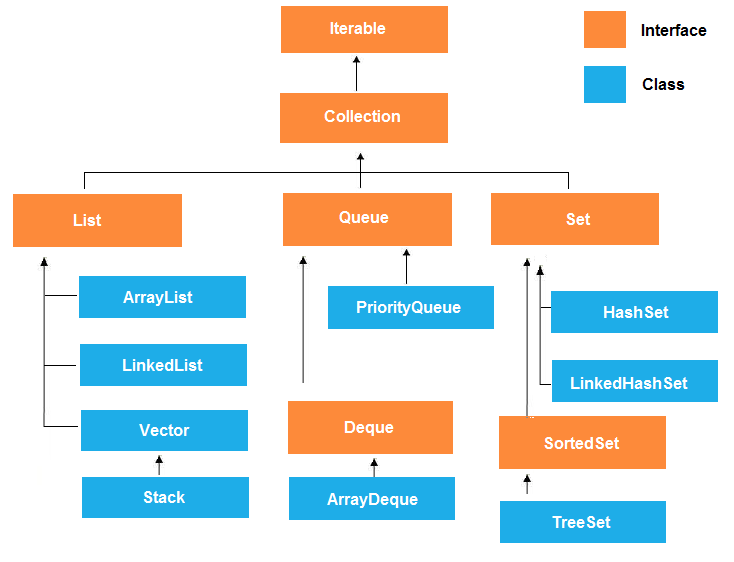 Iterable
Interface
Class
Collection
List
Queue
Set
ArrayList
PriorityQueue
HashSet
LinkedList
LinkedHashSet
Vector
Deque
SortedSet
Stack
ArrayDeque
TreeSet